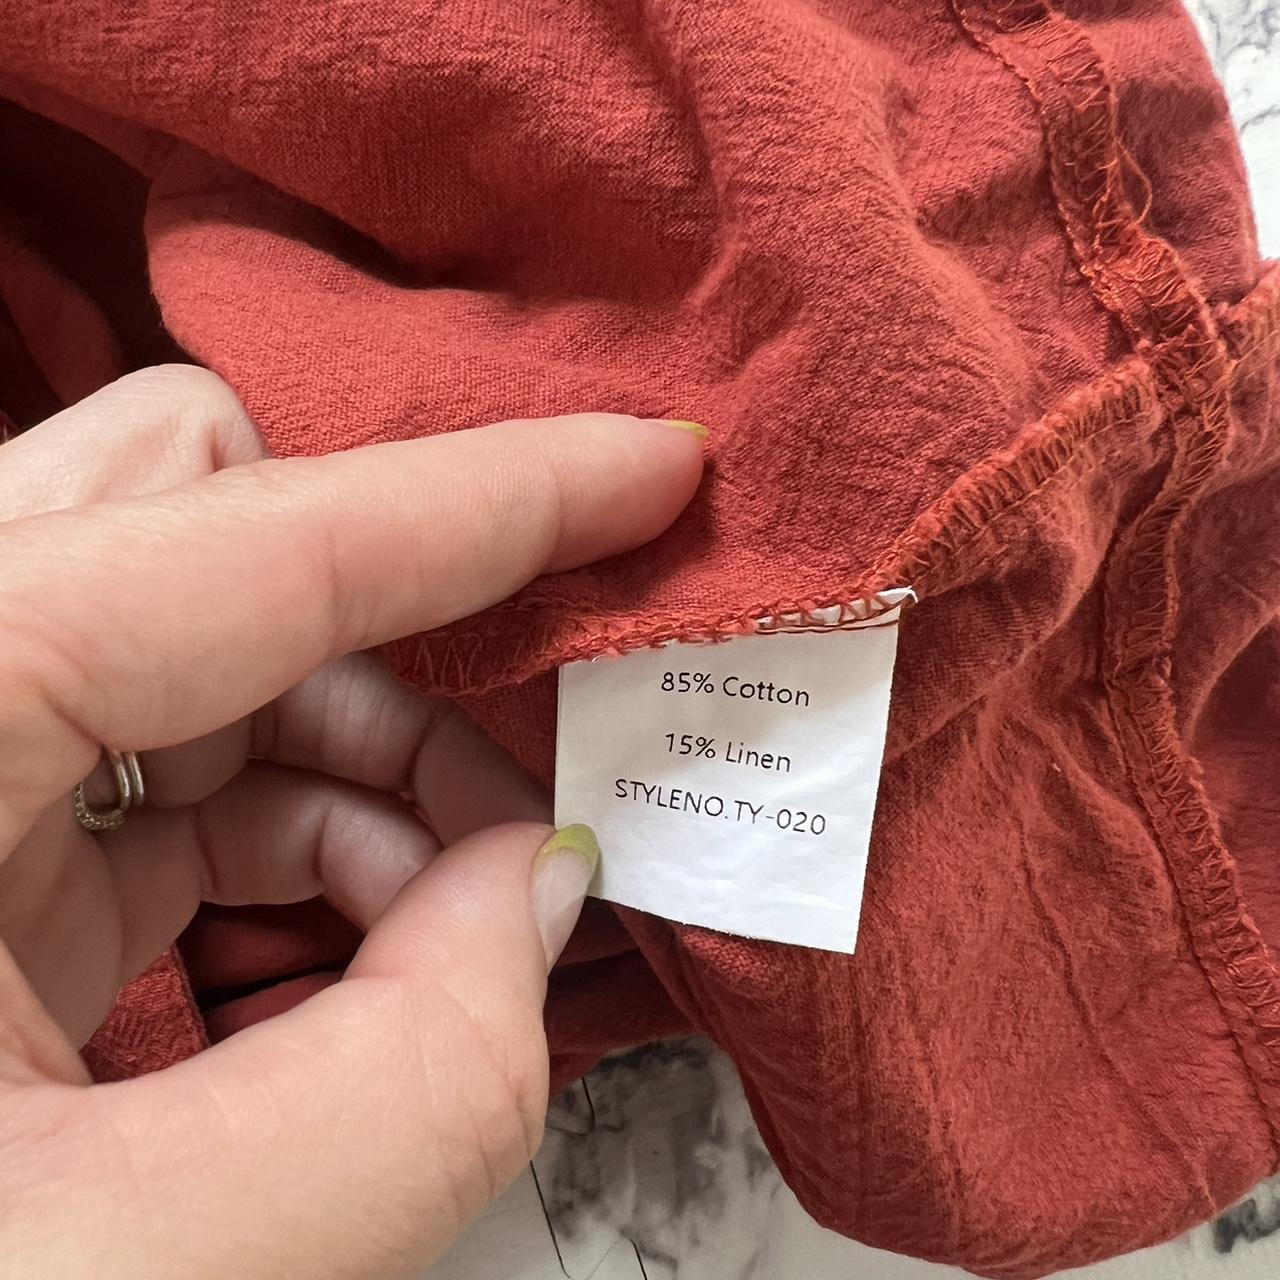 85% Cotton
15% Linen
STYLENO.TY-020